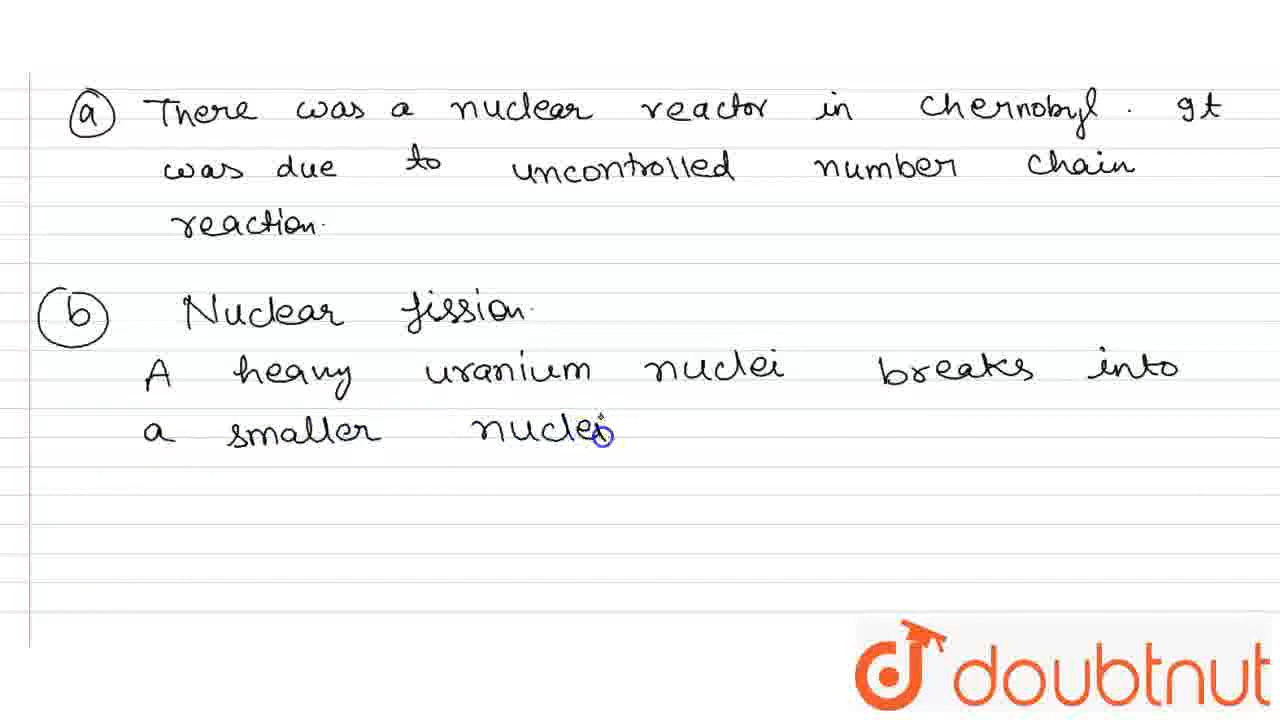 a There was a nuclear reactor in Chernobyl. It
was due to uncontrolled number chain
reaction.
b Nuclear fission.
A heavy uranium nuclei breaks into
a smaller nuclei
doubtnut